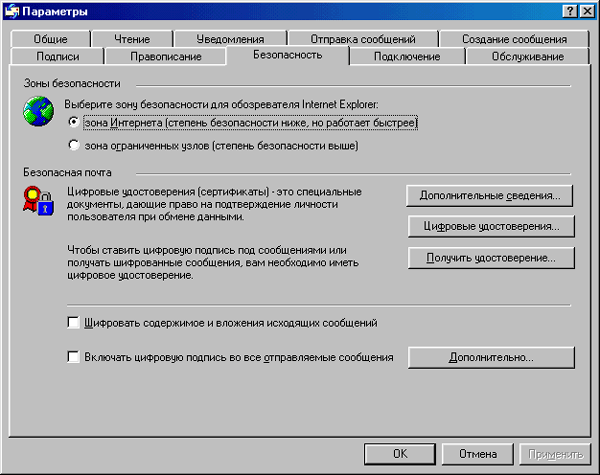 Параметры
Общие
Чтение
Уведомления
Отправка сообщений
Создание сообщения
Подписи
Правописание
Безопасность
Подключение
Обслуживание
Зоны безопасности
Выберите зону безопасности для обозревателя Internet Explorer:
зона Интернета (степень безопасности ниже, но работает быстрее)
зона ограниченных узлов (степень безопасности выше)
Безопасная почта
Цифровые удостоверения (сертификаты) - это специальные
документы, дающие право на подтверждение личности
пользователя при обмене данными.
Дополнительные сведения...
Цифровые удостоверения...
Чтобы ставить цифровую подпись под сообщениями или
получать шифрованные сообщения, вам необходимо иметь
цифровое удостоверение.
Получить удостоверение...
Шифровать содержимое и вложения исходящих сообщений
Включать цифровую подпись во все отправляемые сообщения
Дополнительно...
OK
Отмена
Применить